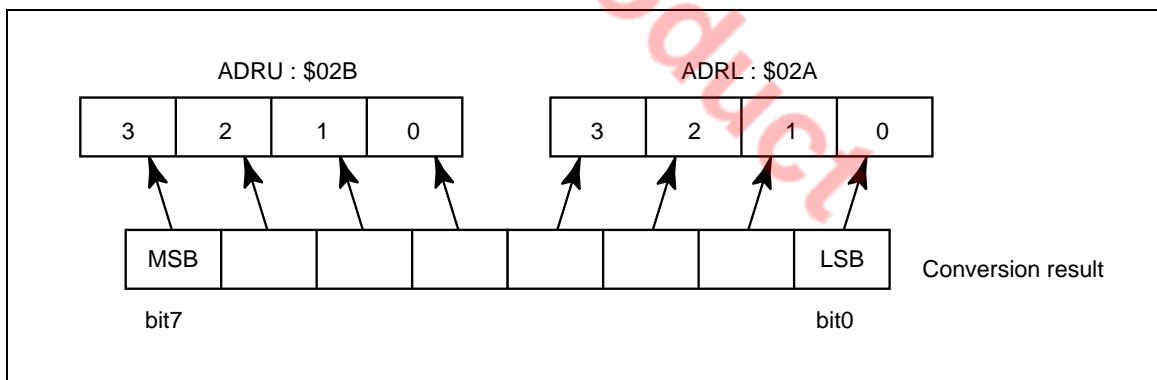 ADRU : $02B
ADRL : $02A
3 2 1 0
3 2 1 0
MSB
LSB
Conversion result
bit7
bit0